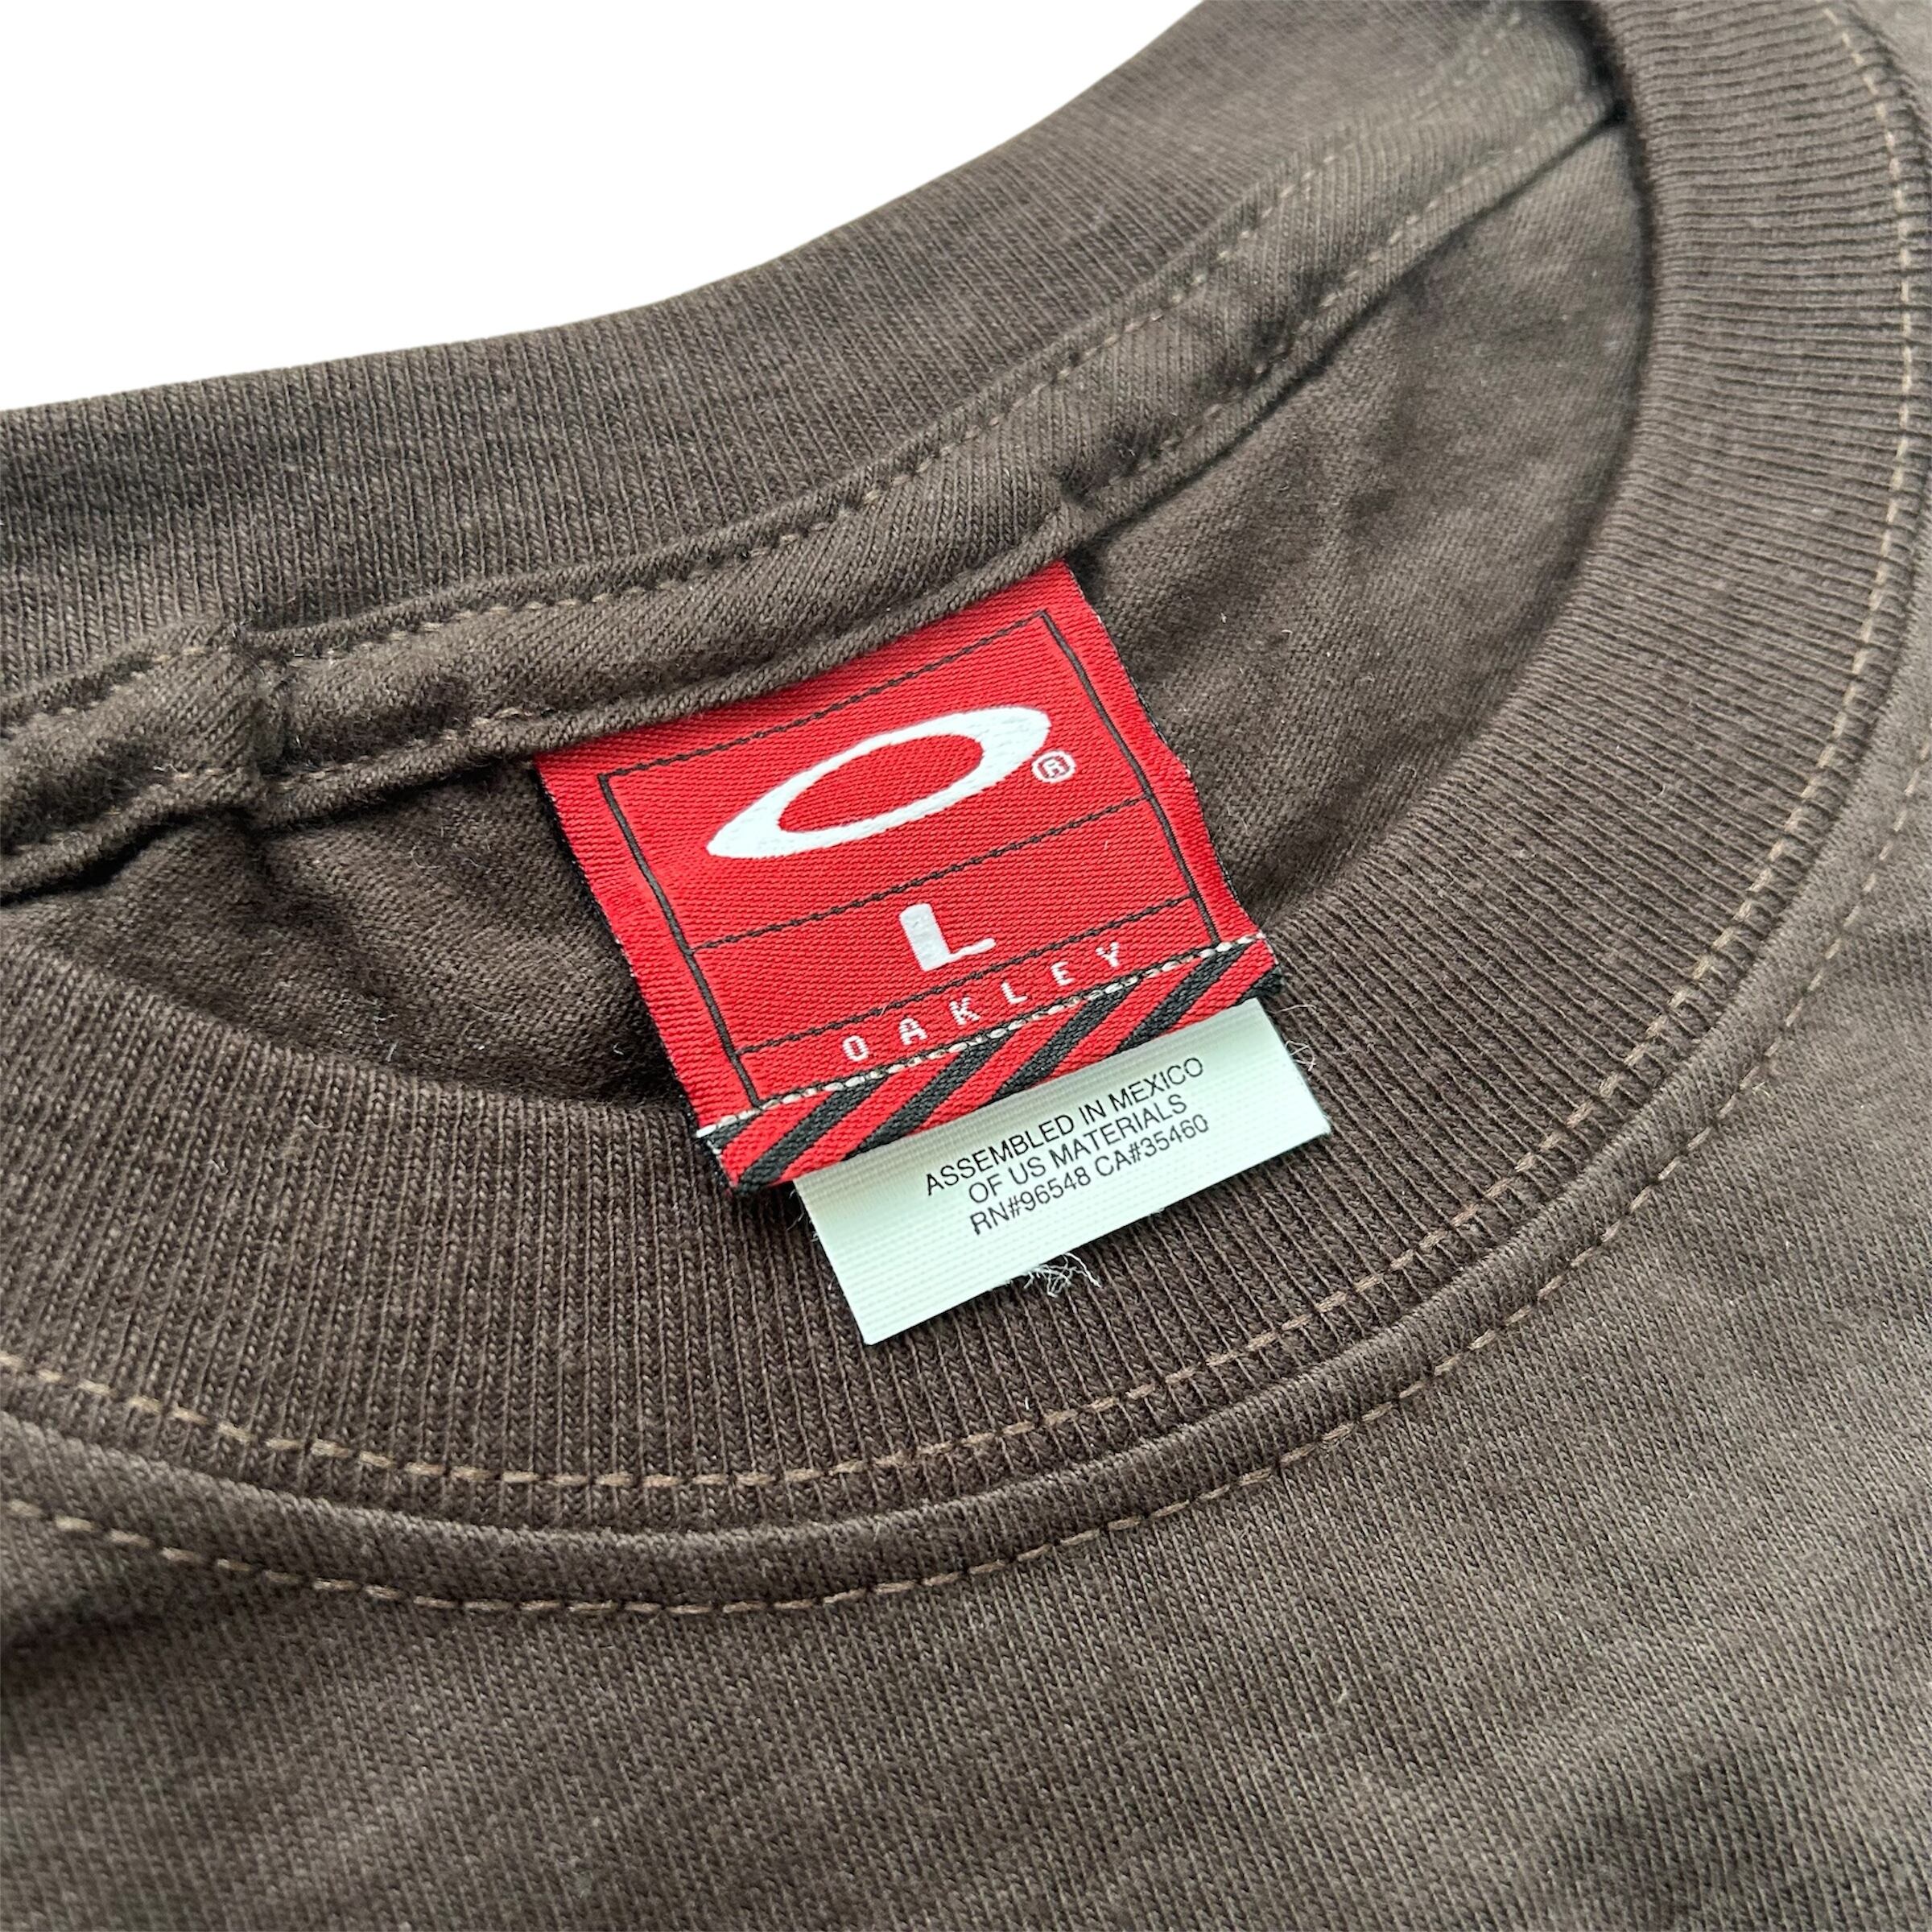 ®
L
OAKLEY
ASSEMBLED IN MEXICO
OF US MATERIALS
RN#96548 CA#35460